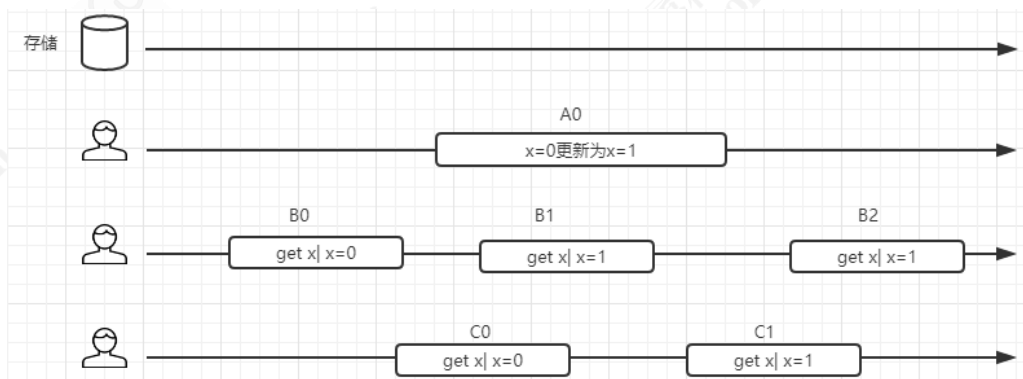 存储
A0
x=0更新为x=1
B0 B1 B2
get x| x=0 get x| x=1 get x| x=1
C0 C1
get x| x=0 get x| x=1